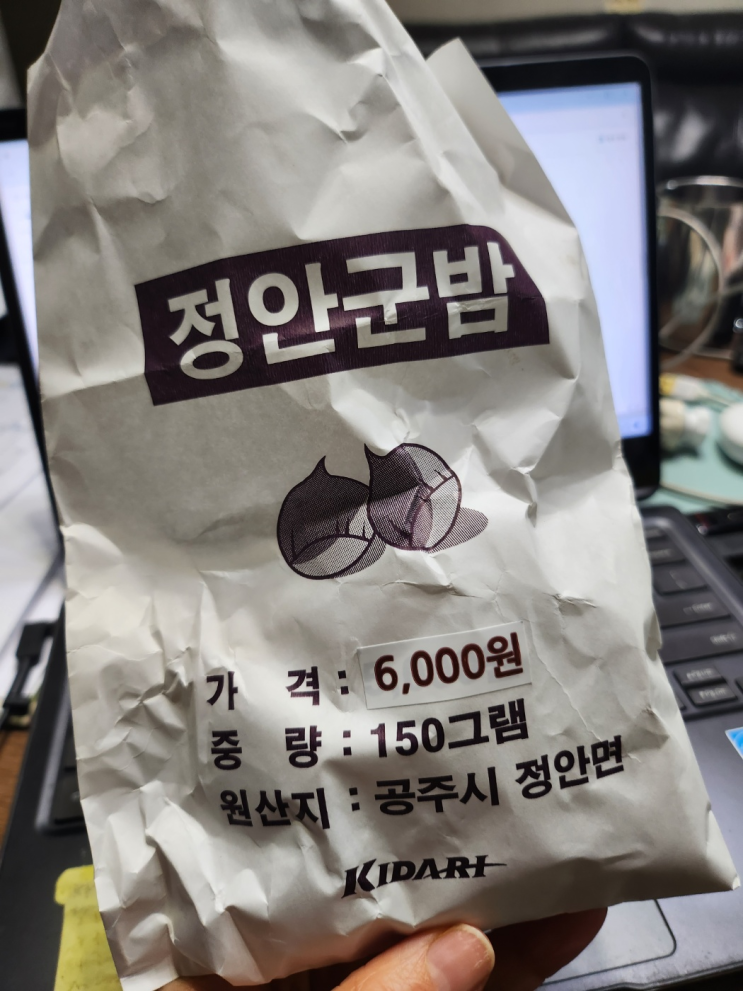 정안군밤
가 격 : 6,000원
중 량 : 150그램
원산지 : 공주시 정안면
KIDARI